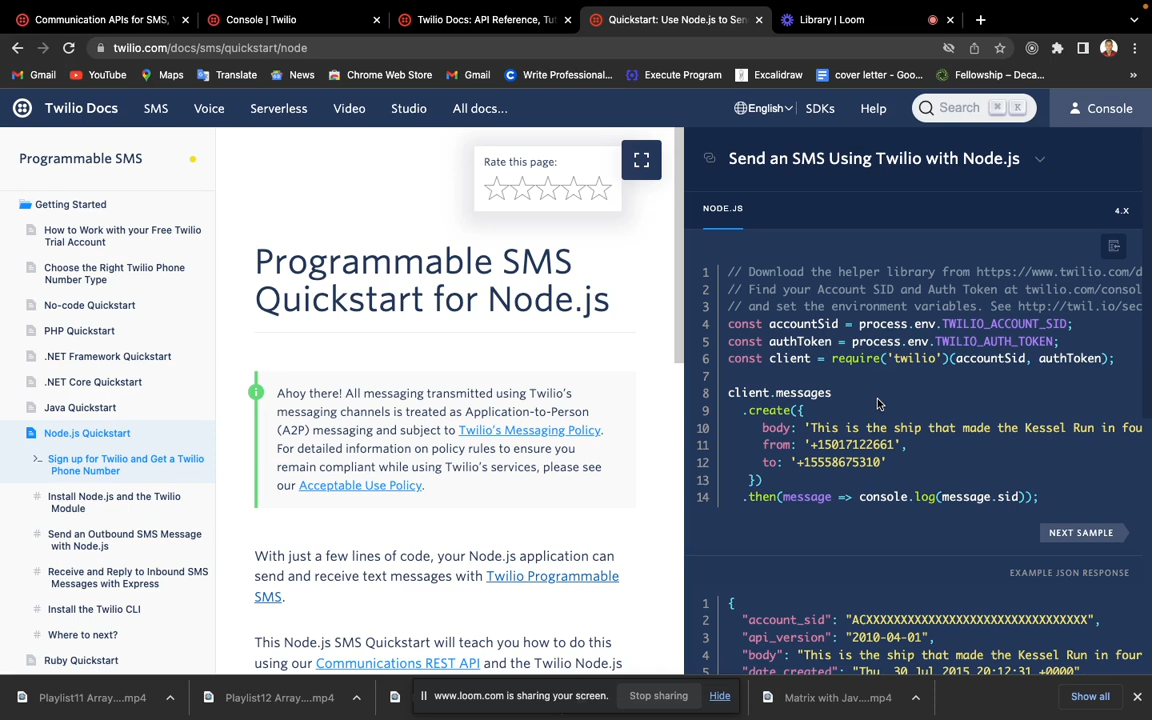 Communication APIs for SMS,
Console | Twilio
Twilio Docs: API Reference, Tut
Quickstart: Use Node.js to Sen
Library | Loom
twilio.com/docs/sms/quickstart/node
Gmail
YouTube
Maps
Translate
News
Chrome Web Store
Gmail
Write Professional...
Execute Program
Excalidraw
cover letter - Goo...
Fellowship – Deca...
»
Twilio Docs
SMS
Voice
Serverless
Video
Studio
All docs...
English
SDKs
Help
Search ⌘ K
Console
Programmable SMS
Getting Started
How to Work with your Free Twilio
Trial Account
Choose the Right Twilio Phone
Number Type
No-code Quickstart
PHP Quickstart
.NET Framework Quickstart
.NET Core Quickstart
Java Quickstart
Node.js Quickstart
Sign up for Twilio and Get a Twilio
Phone Number
# Install Node.js and the Twilio
Module
# Send an Outbound SMS Message
with Node.js
# Receive and Reply to Inbound SMS
Messages with Express
# Install the Twilio CLI
# Where to next?
Ruby Quickstart
Rate this page:
Programmable SMS
Quickstart for Node.js
Ahoy there! All messaging transmitted using Twilio's
messaging channels is treated as Application-to-Person
(A2P) messaging and subject to Twilio's Messaging Policy.
For detailed information on policy rules to ensure you
remain compliant while using Twilio's services, please see
our Acceptable Use Policy.
With just a few lines of code, your Node.js application can
send and receive text messages with Twilio Programmable
SMS.
This Node.js SMS Quickstart will teach you how to do this
using our Communications REST API and the Twilio Node.js
Send an SMS Using Twilio with Node.js
NODE.JS
4.X
1 // Download the helper library from https://www.twilio.com/d
2 // Find your Account SID and Auth Token at twilio.com/consol
3 // and set the environment variables. See http://twil.io/sec
4 const accountSid = process.env.TWILIO_ACCOUNT_SID;
5 const authToken = process.env.TWILIO_AUTH_TOKEN;
6 const client = require('twilio')(accountSid, authToken);
7
8 client.messages
9 .create({
10 body: 'This is the ship that made the Kessel Run in fou
11 from: '+15017122661',
12 to: '+15558675310'
13 })
14 .then(message => console.log(message.sid));
NEXT SAMPLE
EXAMPLE JSON RESPONSE
1 {
2 "account_sid": "ACXXXXXXXXXXXXXXXXXXXXXXXXXXXXXXXX",
3 "api_version": "2010-04-01",
4 "body": "This is the ship that made the Kessel Run in four
5 "date_created": "Thu, 30 Jul 2015 20:12:31 +0000",
Playlist11 Array....mp4
Playlist12 Array....mp4
www.loom.com is sharing your screen.
Stop sharing
Hide
Matrix with Jav....mp4
Show all